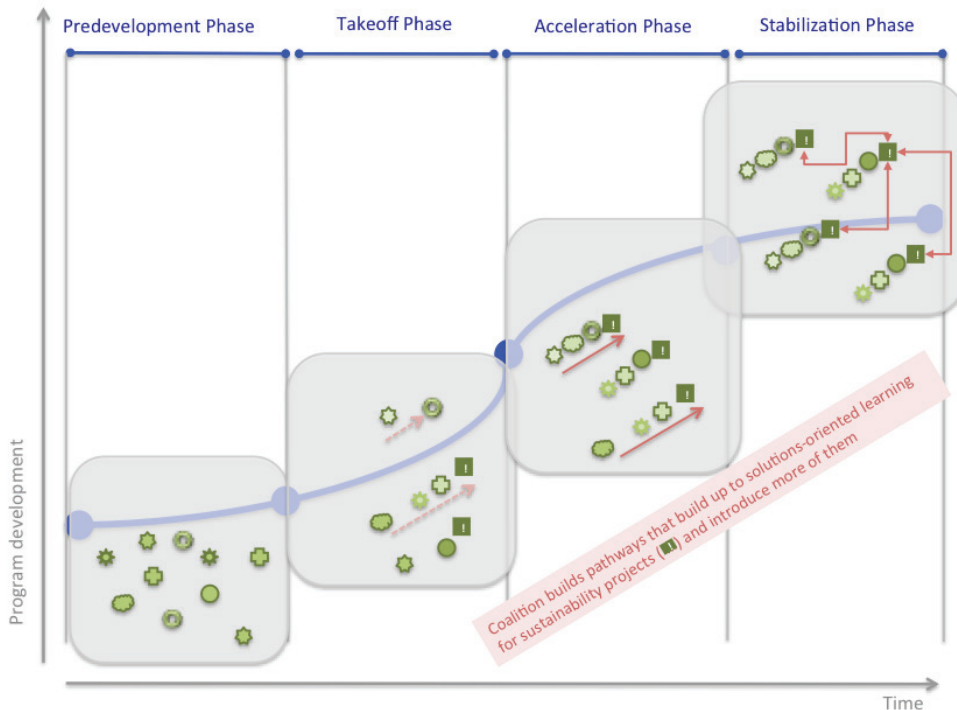 Predevelopment Phase
Takeoff Phase
Acceleration Phase
Stabilization Phase
Program development
Coalition builds pathways that build up to solutions-oriented learning
for sustainability projects (!) and introduce more of them
Time
!
!
!
!
!
!
!
!
!